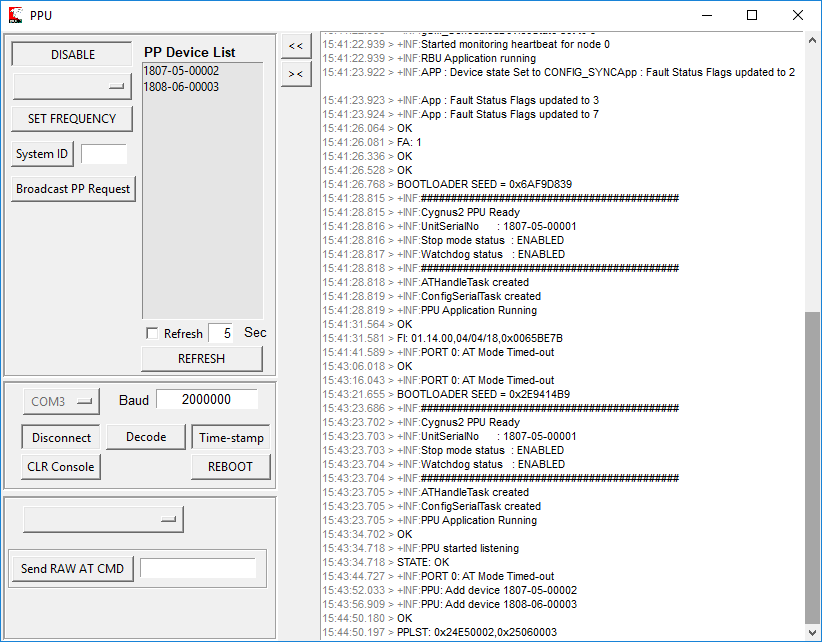 PPU
DISABLE
PP Device List
1807-05-00002
1808-06-00003
SET FREQUENCY
System ID
Broadcast PP Request
Refresh 5 Sec
REFRESH
COM3 Baud 2000000
Disconnect Decode Time-stamp
CLR Console REBOOT
Send RAW AT CMD
<<
><
15:41:22.939 > +INF:Started monitoring heartbeat for node 0
15:41:22.939 > +INF:RBU Application running
15:41:23.922 > +INF:APP : Device state Set to CONFIG_SYNCApp : Fault Status Flags updated to 2
15:41:23.923 > +INF:App : Fault Status Flags updated to 3
15:41:23.924 > +INF:App : Fault Status Flags updated to 7
15:41:26.064 > OK
15:41:26.081 > FA: 1
15:41:26.336 > OK
15:41:26.528 > OK
15:41:26.768 > BOOTLOADER SEED = 0x6AF9D839
15:41:28.815 > +INF:###########################################
15:41:28.815 > +INF:Cygnus2 PPU Ready
15:41:28.816 > +INF:UnitSerialNo : 1807-05-00001
15:41:28.816 > +INF:Stop mode status : ENABLED
15:41:28.817 > +INF:Watchdog status : ENABLED
15:41:28.818 > +INF:###########################################
15:41:28.818 > +INF:ATHandleTask created
15:41:28.819 > +INF:ConfigSerialTask created
15:41:28.819 > +INF:PPU Application Running
15:41:31.564 > OK
15:41:31.581 > FI: 01.14.00,04/04/18,0x0065BE7B
15:41:41.589 > +INF:PORT 0: AT Mode Timed-out
15:43:06.018 > OK
15:43:16.043 > +INF:PORT 0: AT Mode Timed-out
15:43:21.655 > BOOTLOADER SEED = 0x2E9414B9
15:43:23.686 > +INF:###########################################
15:43:23.702 > +INF:Cygnus2 PPU Ready
15:43:23.703 > +INF:UnitSerialNo : 1807-05-00001
15:43:23.703 > +INF:Stop mode status : ENABLED
15:43:23.704 > +INF:Watchdog status : ENABLED
15:43:23.704 > +INF:###########################################
15:43:23.705 > +INF:ATHandleTask created
15:43:23.705 > +INF:ConfigSerialTask created
15:43:23.705 > +INF:PPU Application Running
15:43:34.702 > OK
15:43:34.718 > +INF:PPU started listening
15:43:34.718 > STATE: OK
15:43:44.727 > +INF:PORT 0: AT Mode Timed-out
15:43:52.033 > +INF:PPU: Add device 1807-05-00002
15:43:56.909 > +INF:PPU: Add device 1808-06-00003
15:44:50.180 > OK
15:44:50.197 > PPLST: 0x24E50002,0x25060003